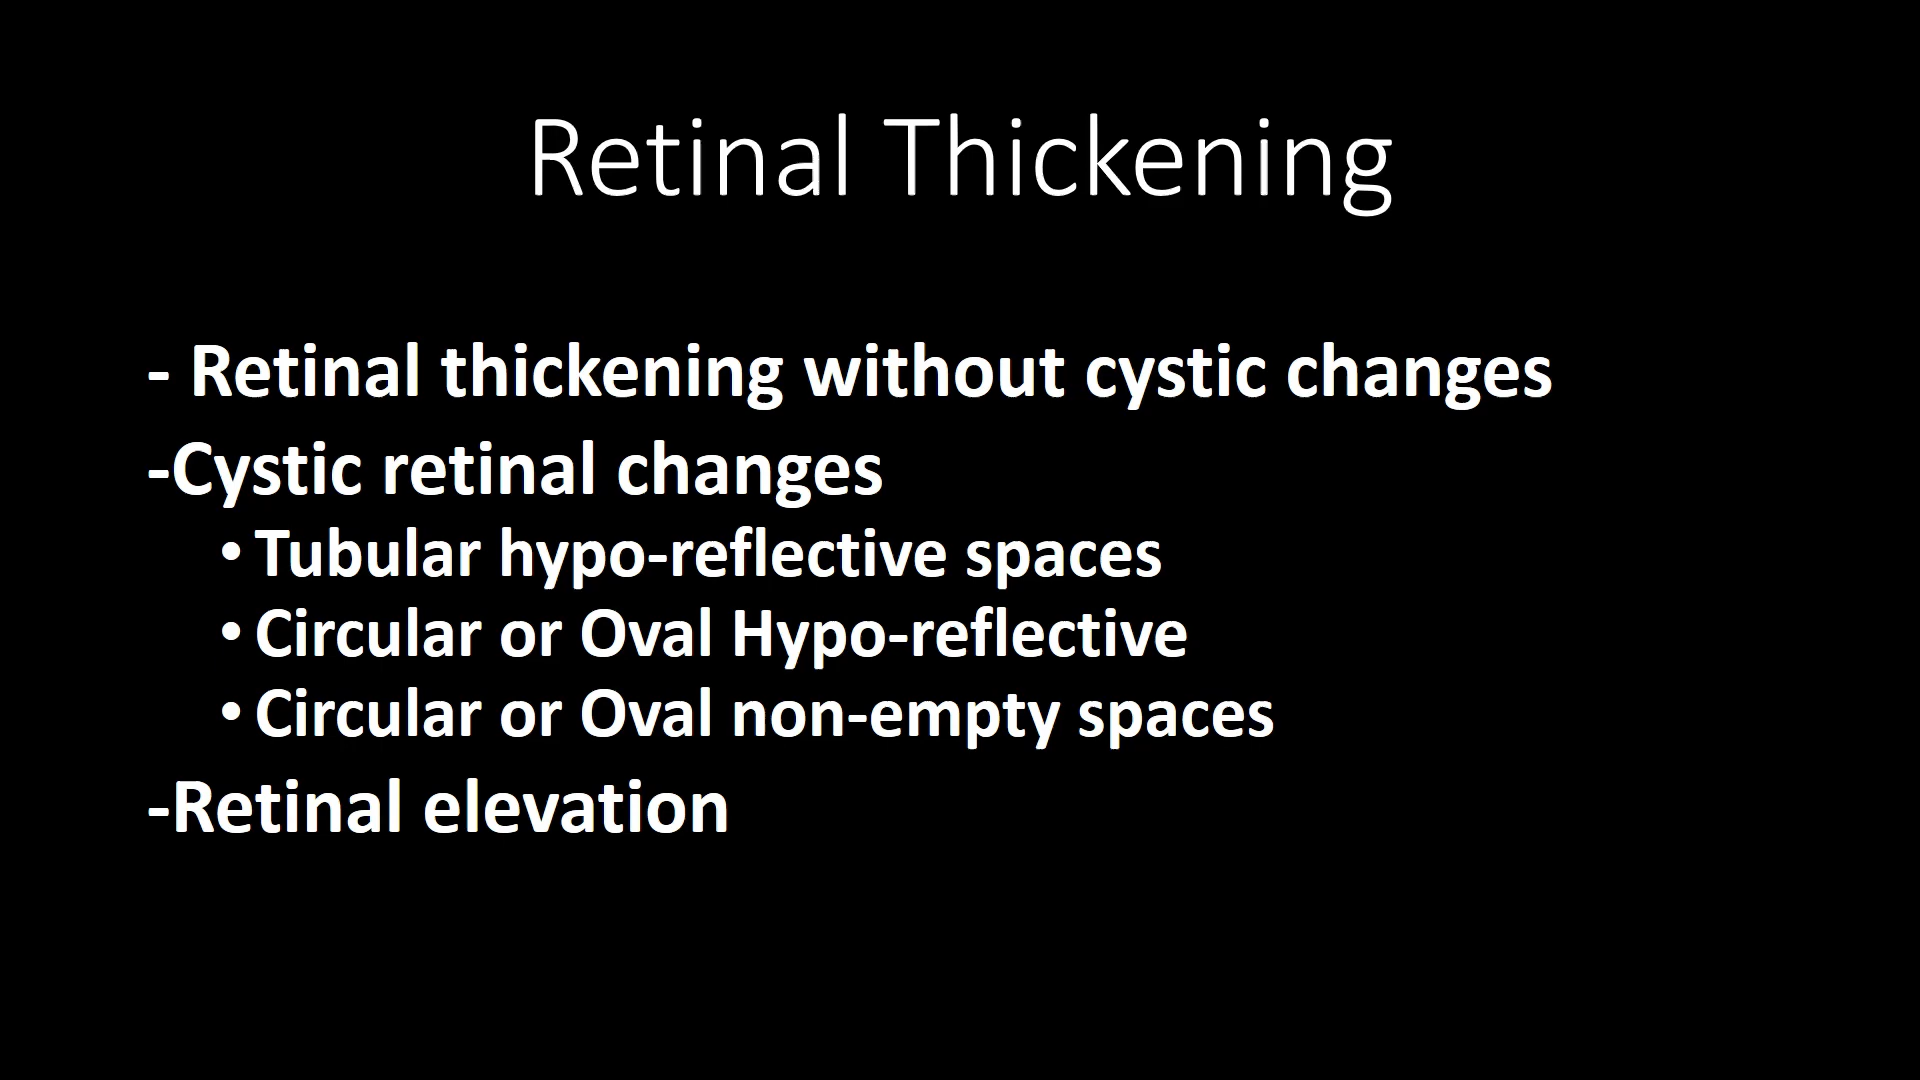 Retinal Thickening
- Retinal thickening without cystic changes
-Cystic retinal changes
• Tubular hypo-reflective spaces
• Circular or Oval Hypo-reflective
• Circular or Oval non-empty spaces
-Retinal elevation